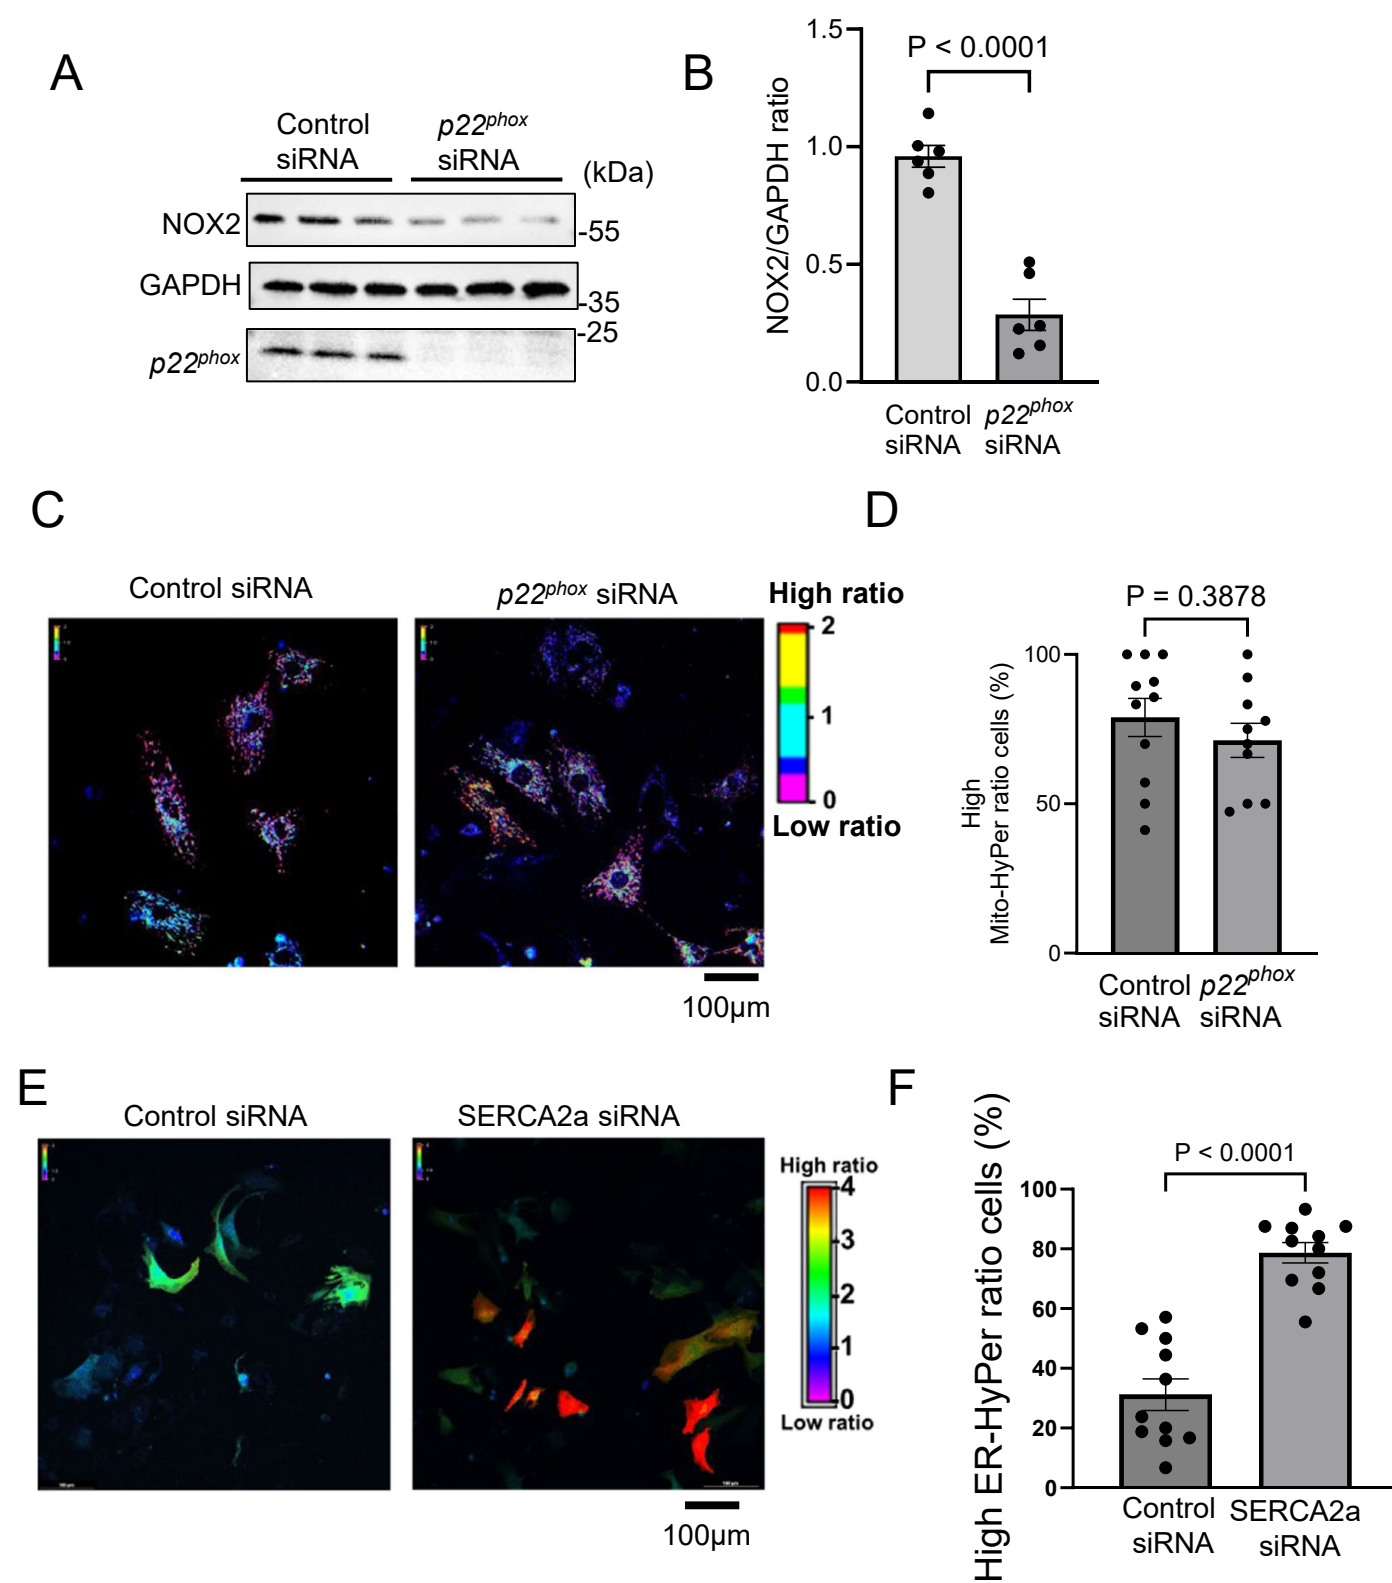 A
Control
siRNA
p22phox
siRNA
(kDa)
NOX2
-55
GAPDH
-35
-25
p22phox
B
1.5
1.0
0.5
0.0
NOX2/GAPDH ratio
P < 0.0001
Control
siRNA
p22phox
siRNA
C
Control siRNA
p22phox siRNA
High ratio
2
1
0
Low ratio
100μm
D
P = 0.3878
100
50
0
High
Mito-HyPer ratio cells (%)
Control
siRNA
p22phox
siRNA
E
Control siRNA
SERCA2a siRNA
High ratio
4
3
2
1
0
Low ratio
100μm
F
High ER-HyPer ratio cells (%)
P < 0.0001
100
80
60
40
20
0
Control
siRNA
SERCA2a
siRNA